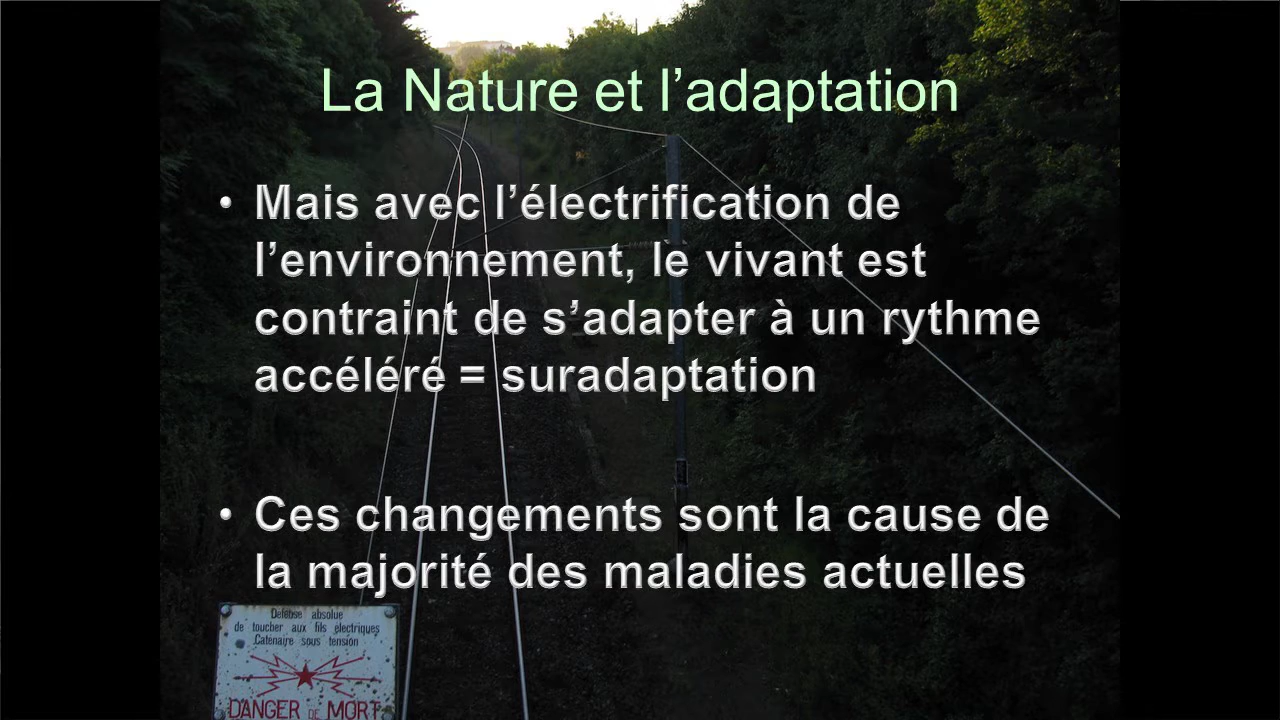 La Nature et l’adaptation
• Mais avec l’électrification de
l’environnement, le vivant est
contraint de s’adapter à un rythme
accéléré = suradaptation
• Ces changements sont la cause de
la majorité des maladies actuelles
Défense absolue
de toucher aux fils électriques
Catenaire sous tension
DANGER DE MORT